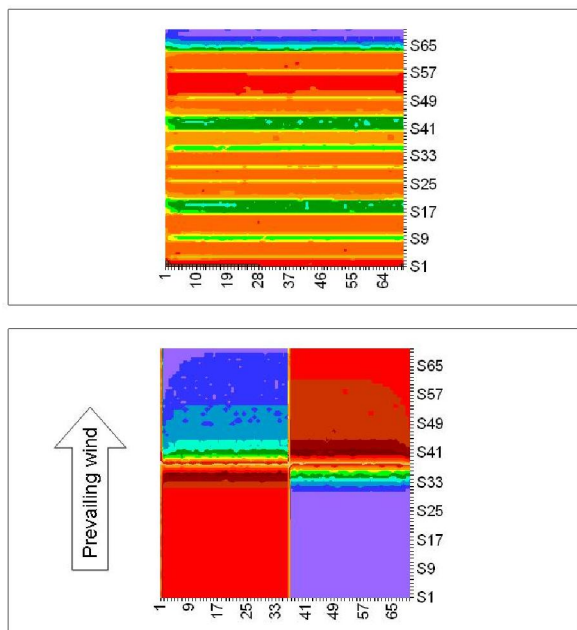 S65
S57
S49
S41
S33
S25
S17
S9
S1
1 10 19 28 37 46 55 64
Prevailing wind
S65
S57
S49
S41
S33
S25
S17
S9
S1
1 9 17 25 33 41 49 57 65